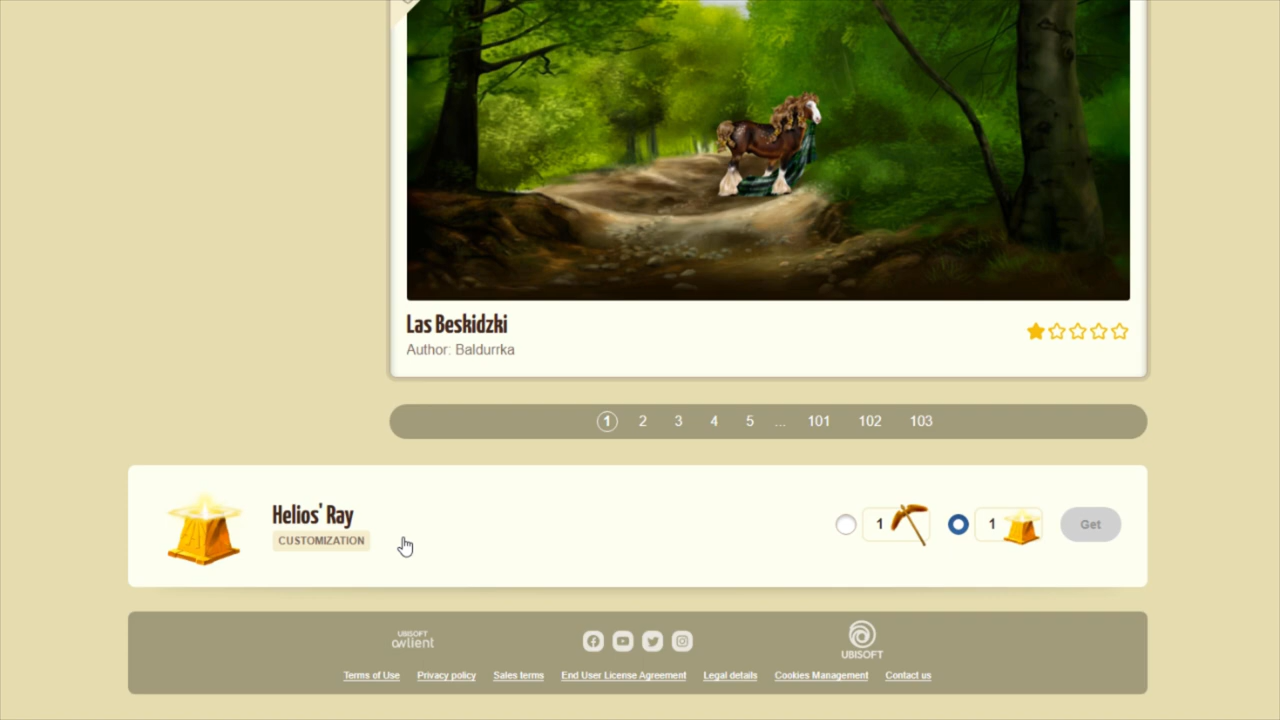 Las Beskidzki
Author: Baldurrka
1 2 3 4 5 ... 101 102 103
Helios' Ray
CUSTOMIZATION
1 1 Get
UBISOFT
owlient
UBISOFT
Terms of Use Privacy policy Sales terms End User License Agreement Legal details Cookies Management Contact us